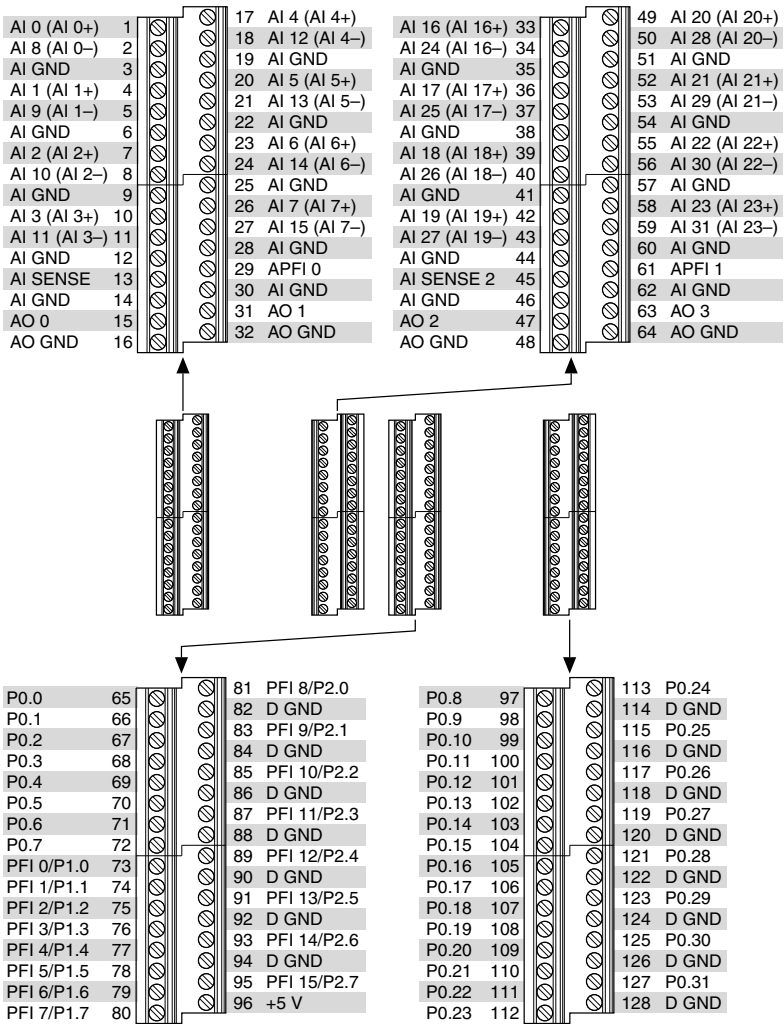 AI 0 (AI 0+) 1
AI 8 (AI 0–) 2
AI GND 3
AI 1 (AI 1+) 4
AI 9 (AI 1–) 5
AI GND 6
AI 2 (AI 2+) 7
AI 10 (AI 2–) 8
AI GND 9
AI 3 (AI 3+) 10
AI 11 (AI 3–) 11
AI GND 12
AI SENSE 13
AI GND 14
AO 0 15
AO GND 16
17 AI 4 (AI 4+)
18 AI 12 (AI 4–)
19 AI GND
20 AI 5 (AI 5+)
21 AI 13 (AI 5–)
22 AI GND
23 AI 6 (AI 6+)
24 AI 14 (AI 6–)
25 AI GND
26 AI 7 (AI 7+)
27 AI 15 (AI 7–)
28 AI GND
29 APFI 0
30 AI GND
31 AO 1
32 AO GND
AI 16 (AI 16+) 33
AI 24 (AI 16–) 34
AI GND 35
AI 17 (AI 17+) 36
AI 25 (AI 17–) 37
AI GND 38
AI 18 (AI 18+) 39
AI 26 (AI 18–) 40
AI GND 41
AI 19 (AI 19+) 42
AI 27 (AI 19–) 43
AI GND 44
AI SENSE 2 45
AI GND 46
AO 2 47
AO GND 48
49 AI 20 (AI 20+)
50 AI 28 (AI 20–)
51 AI GND
52 AI 21 (AI 21+)
53 AI 29 (AI 21–)
54 AI GND
55 AI 22 (AI 22+)
56 AI 30 (AI 22–)
57 AI GND
58 AI 23 (AI 23+)
59 AI 31 (AI 23–)
60 AI GND
61 APFI 1
62 AI GND
63 AO 3
64 AO GND
P0.0 65
P0.1 66
P0.2 67
P0.3 68
P0.4 69
P0.5 70
P0.6 71
P0.7 72
PFI 0/P1.0 73
PFI 1/P1.1 74
PFI 2/P1.2 75
PFI 3/P1.3 76
PFI 4/P1.4 77
PFI 5/P1.5 78
PFI 6/P1.6 79
PFI 7/P1.7 80
81 PFI 8/P2.0
82 D GND
83 PFI 9/P2.1
84 D GND
85 PFI 10/P2.2
86 D GND
87 PFI 11/P2.3
88 D GND
89 PFI 12/P2.4
90 D GND
91 PFI 13/P2.5
92 D GND
93 PFI 14/P2.6
94 D GND
95 PFI 15/P2.7
96 +5 V
P0.8 97
P0.9 98
P0.10 99
P0.11 100
P0.12 101
P0.13 102
P0.14 103
P0.15 104
P0.16 105
P0.17 106
P0.18 107
P0.19 108
P0.20 109
P0.21 110
P0.22 111
P0.23 112
113 P0.24
114 D GND
115 P0.25
116 D GND
117 P0.26
118 D GND
119 P0.27
120 D GND
121 P0.28
122 D GND
123 P0.29
124 D GND
125 P0.30
126 D GND
127 P0.31
128 D GND